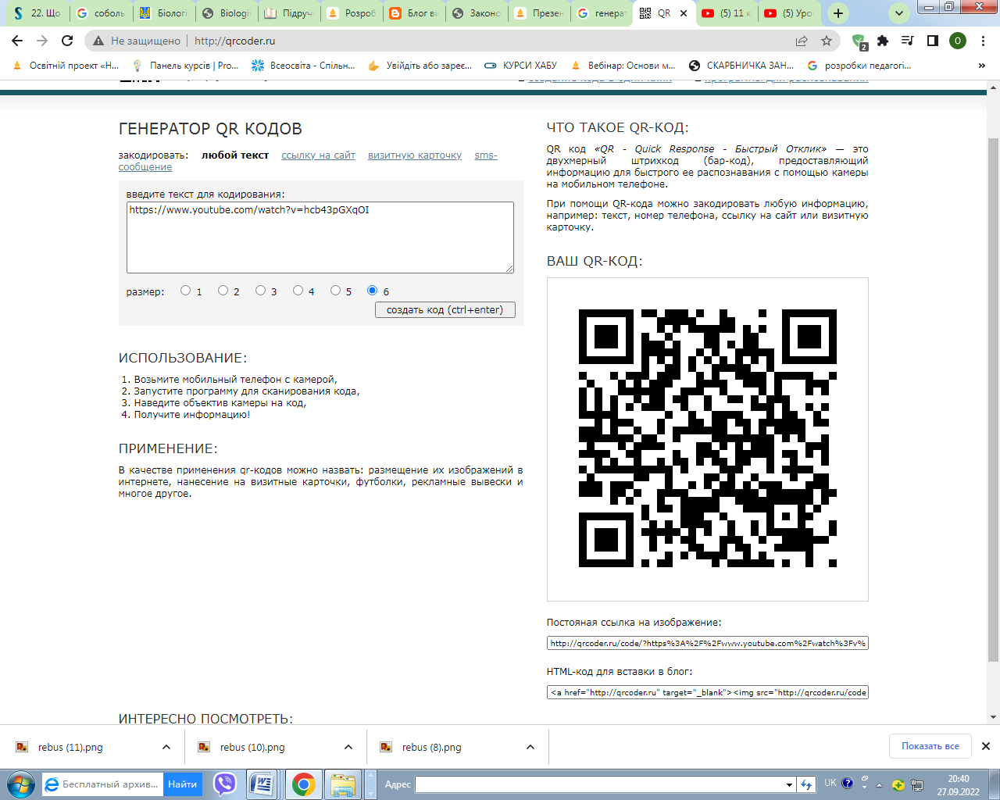 22. Що
соболь
Біологі
Biologii
Підруч
Розроб
Блог ви
Законо
Презен
генерат
QR
(5) 11 к
(5) Уро
Не защищено
http://qrcoder.ru
2
O
Освітній проект «Н...
Панель курсів | Pro...
Всеосвіта - Спільн...
Увійдіть або зареє...
КУРСИ ХАБУ
Вебінар: Основи м...
СКАРБНИЧКА ЗАН...
розробки педагогі...
»
ГЕНЕРАТОР QR КОДОВ
закодировать: любой текст ссылку на сайт визитную карточку sms-
сообщение
введите текст для кодирования:
https://www.youtube.com/watch?v=hcb43pGXqOI
размер: 1 2 3 4 5 6
создать код (ctrl+enter)
ИСПОЛЬЗОВАНИЕ:
1. Возьмите мобильный телефон с камерой,
2. Запустите программу для сканирования кода,
3. Наведите объектив камеры на код,
4. Получите информацию!
ПРИМЕНЕНИЕ:
В качестве применения qr-кодов можно назвать: размещение их изображений в
интернете, нанесение на визитные карточки, футболки, рекламные вывески и
многое другое.
ИНТЕРЕСНО ПОСМОТРЕТЬ:
ЧТО ТАКОЕ QR-КОД:
QR код «QR - Quick Response - Быстрый Отклик» — это
двухмерный штрихкод (бар-код), предоставляющий
информацию для быстрого ее распознавания с помощью камеры
на мобильном телефоне.
При помощи QR-кода можно закодировать любую информацию,
например: текст, номер телефона, ссылку на сайт или визитную
карточку.
ВАШ QR-КОД:
Постояная ссылка на изображение:
http://qrcoder.ru/code/?https%3A%2F%2Fwww.youtube.com%2Fwatch%3Fv%
HTML-код для вставки в блог:
<a href="http://qrcoder.ru" target="_blank"><img src="http://qrcoder.ru/code
rebus (11).png
rebus (10).png
rebus (8).png
Показать все
Бесплатный архив...
Найти
Адрес
UK
20:40
27.09.2022